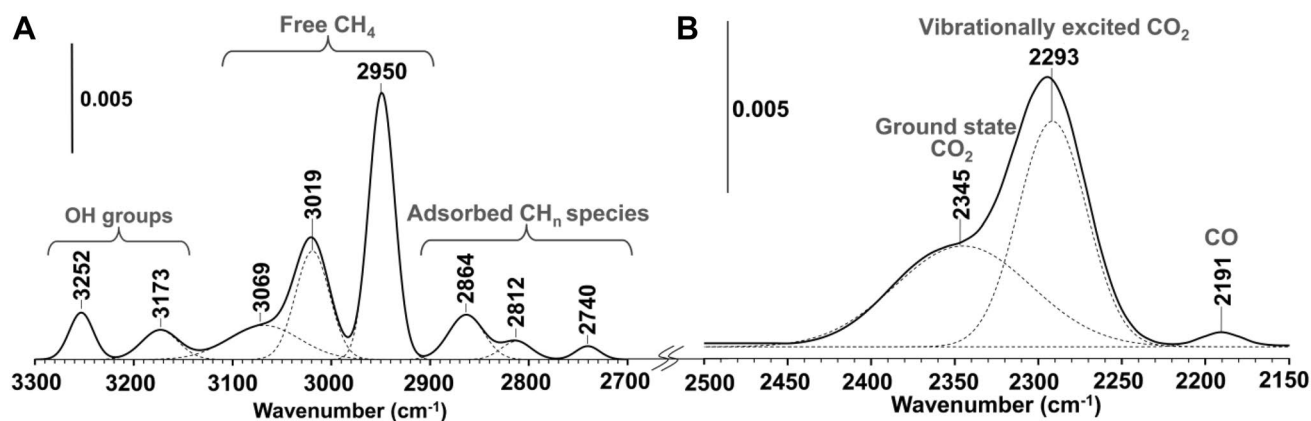 A
Free CH4
2950
0.005
3019
OH groups
Adsorbed CHn species
3252
3173
3069
2864
2812
2740
3300 3200 3100 3000 2900 2800 2700
Wavenumber (cm-1)
B
Vibrationally excited CO2
2293
0.005
Ground state
CO2
2345
CO
2191
2500 2450 2400 2350 2300 2250 2200 2150
Wavenumber (cm-1)